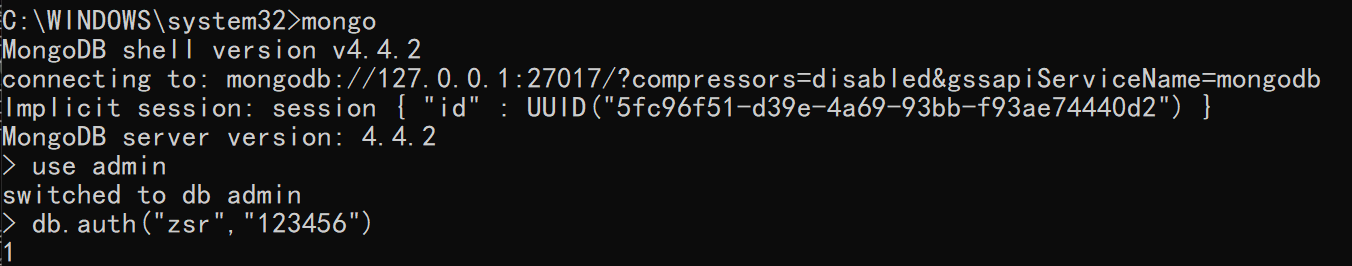 C:\WINDOWS\system32>mongo
MongoDB shell version v4.4.2
connecting to: mongodb://127.0.0.1:27017/?compressors=disabled&gssapiServiceName=mongodb
Implicit session: session { "id" : UUID("5fc96f51-d39e-4a69-93bb-f93ae74440d2") }
MongoDB server version: 4.4.2
> use admin
switched to db admin
> db.auth("zsr","123456")
1